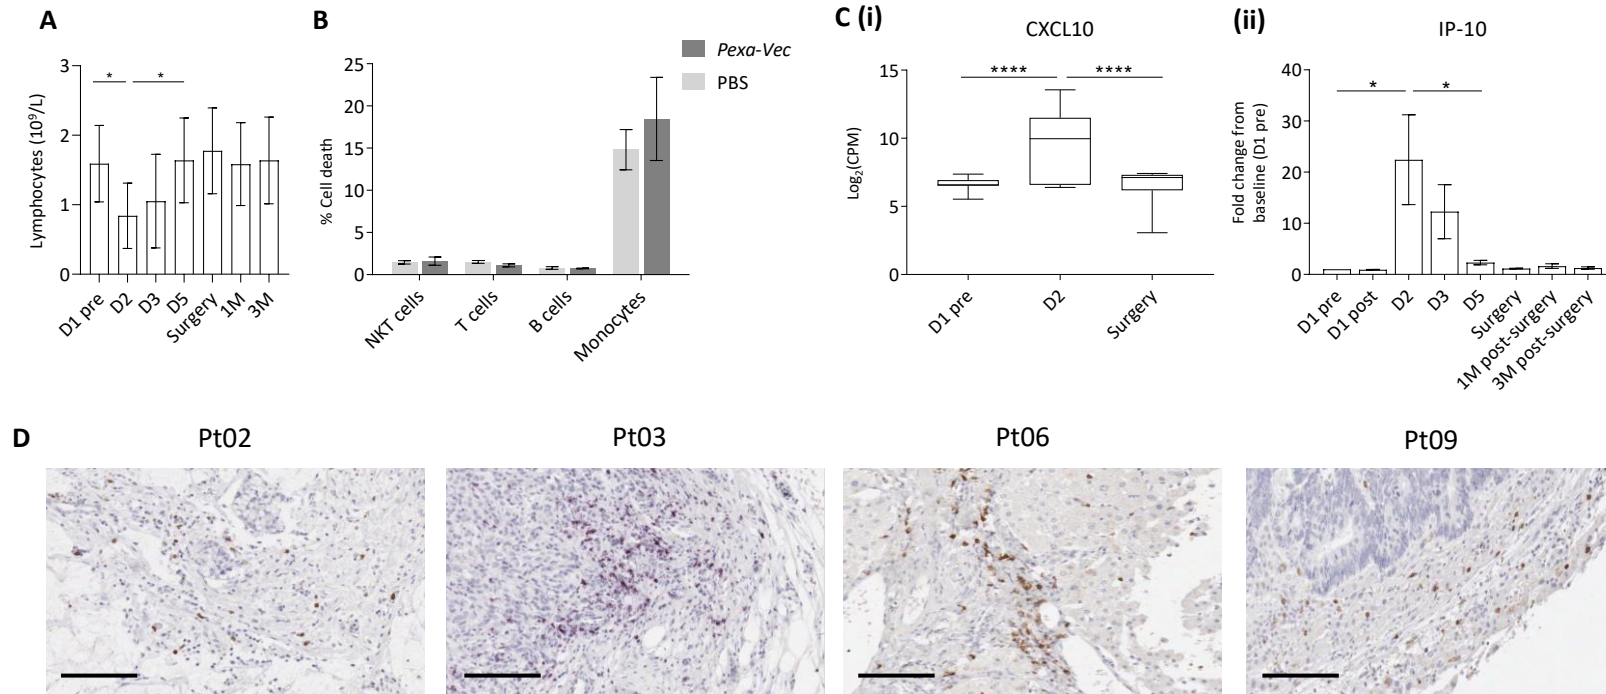 A
Lymphocytes (10⁹/L)
3
2
1
0
*
*
D1 pre
D2
D3
D5
Surgery
1M
3M
B
Pexa-Vec
PBS
% Cell death
25
20
15
10
5
0
NKT cells
T cells
B cells
Monocytes
C (i)
CXCL10
Log₂(CPM)
15
10
5
0
****
****
D1 pre
D2
Surgery
(ii)
IP-10
Fold change from
baseline (D1 pre)
40
30
20
10
0
*
*
D1 pre
D1 post
D2
D3
D5
Surgery
1M post-surgery
3M post-surgery
D
Pt02
Pt03
Pt06
Pt09